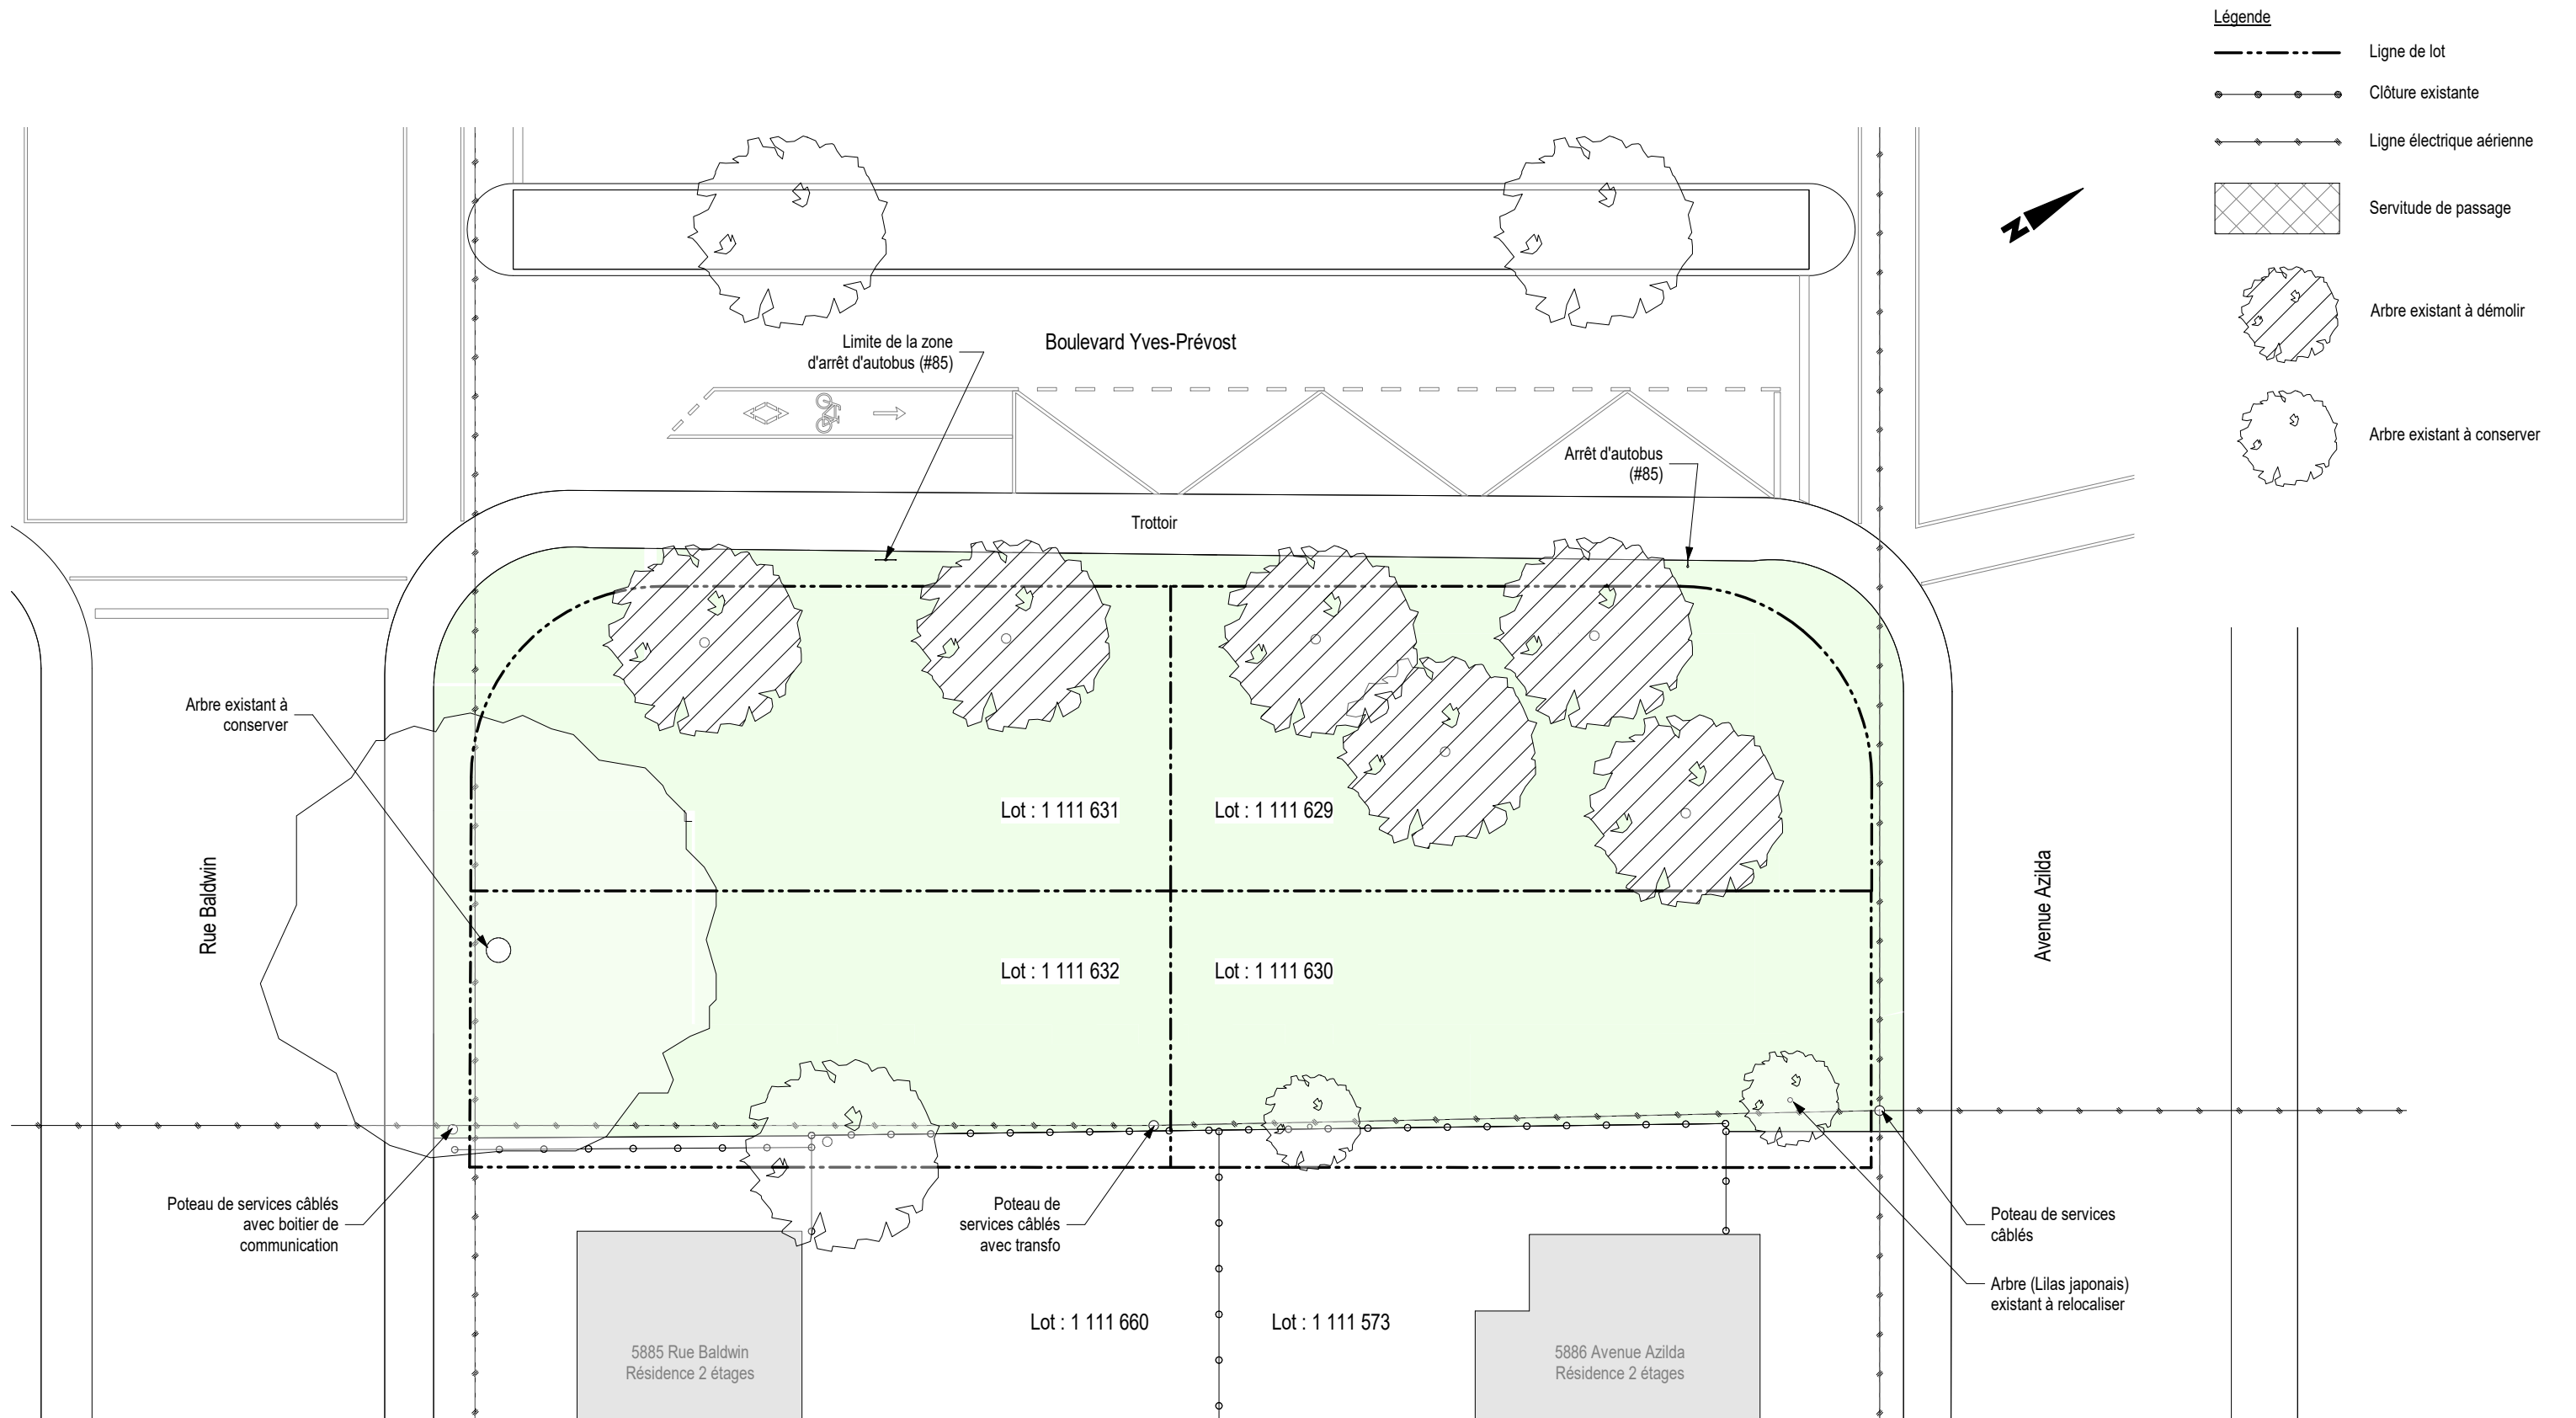 Légende
Ligne de lot
Clôture existante
Ligne électrique aérienne
Servitude de passage
Arbre existant à démolir
Arbre existant à conserver
N
Limite de la zone
d'arrêt d'autobus (#85)
Boulevard Yves-Prévost
Arrêt d'autobus
(#85)
Trottoir
Arbre existant à
conserver
Rue Baldwin
Lot : 1 111 631
Lot : 1 111 629
Avenue Azilda
Lot : 1 111 632
Lot : 1 111 630
Poteau de services câblés
avec boitier de
communication
Poteau de
services câblés
avec transfo
Poteau de services
câblés
Arbre (Lilas japonais)
existant à relocaliser
Lot : 1 111 660
Lot : 1 111 573
5885 Rue Baldwin
Résidence 2 étages
5886 Avenue Azilda
Résidence 2 étages